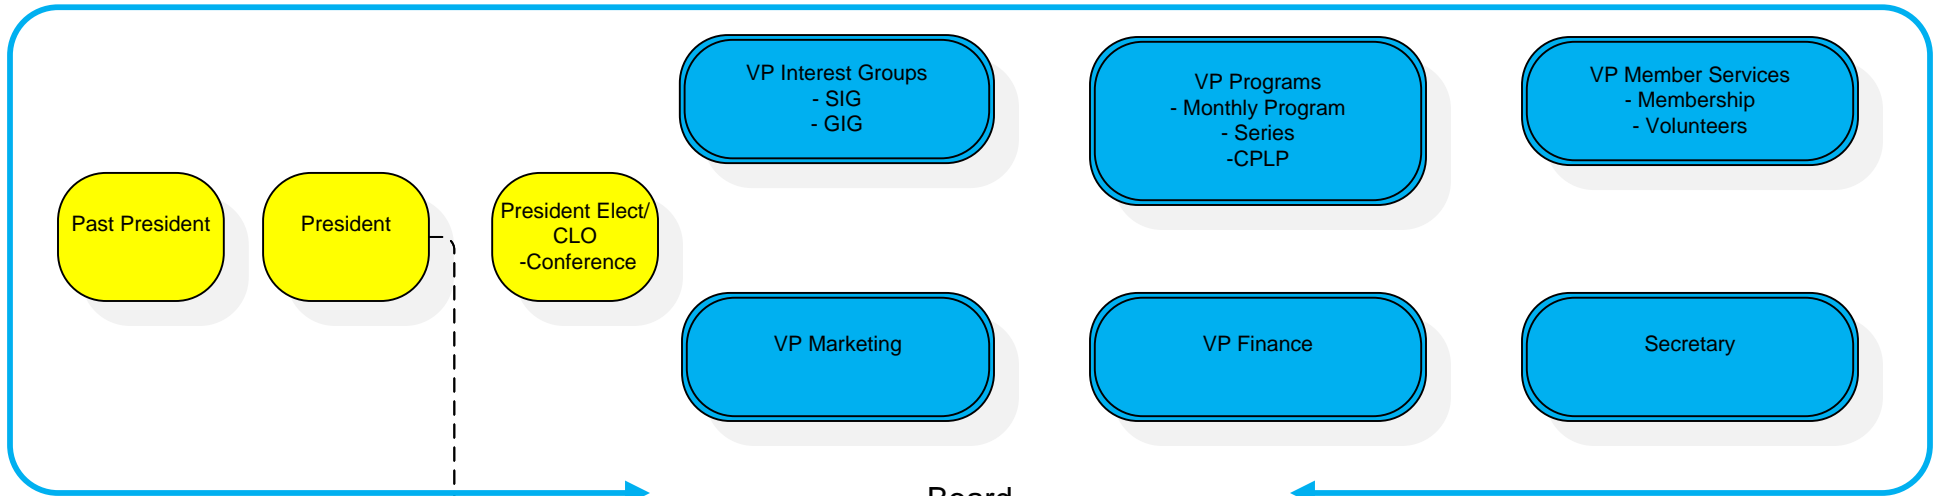 VP Interest Groups
- SIG
- GIG
VP Programs
- Monthly Program
- Series
-CPLP
VP Member Services
- Membership
- Volunteers
Past President
President
President Elect/
CLO
-Conference
VP Marketing
VP Finance
Secretary
Board